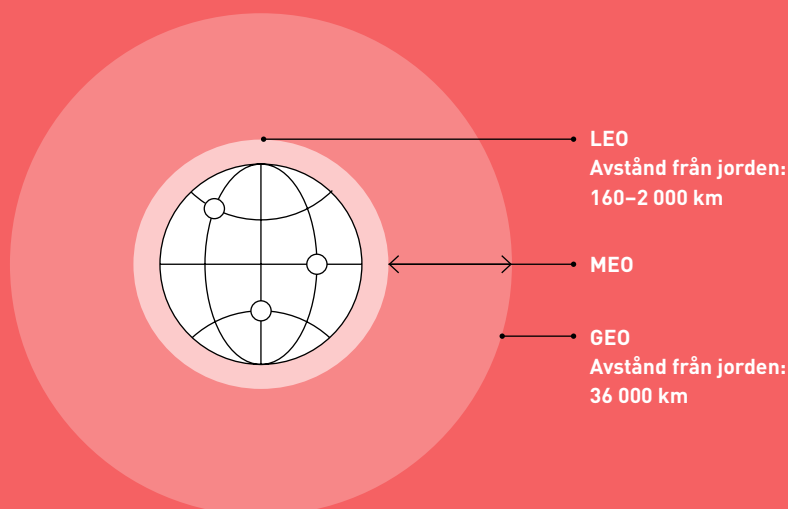 LEO
Avstånd från jorden:
160–2 000 km
MEO
GEO
Avstånd från jorden:
36 000 km